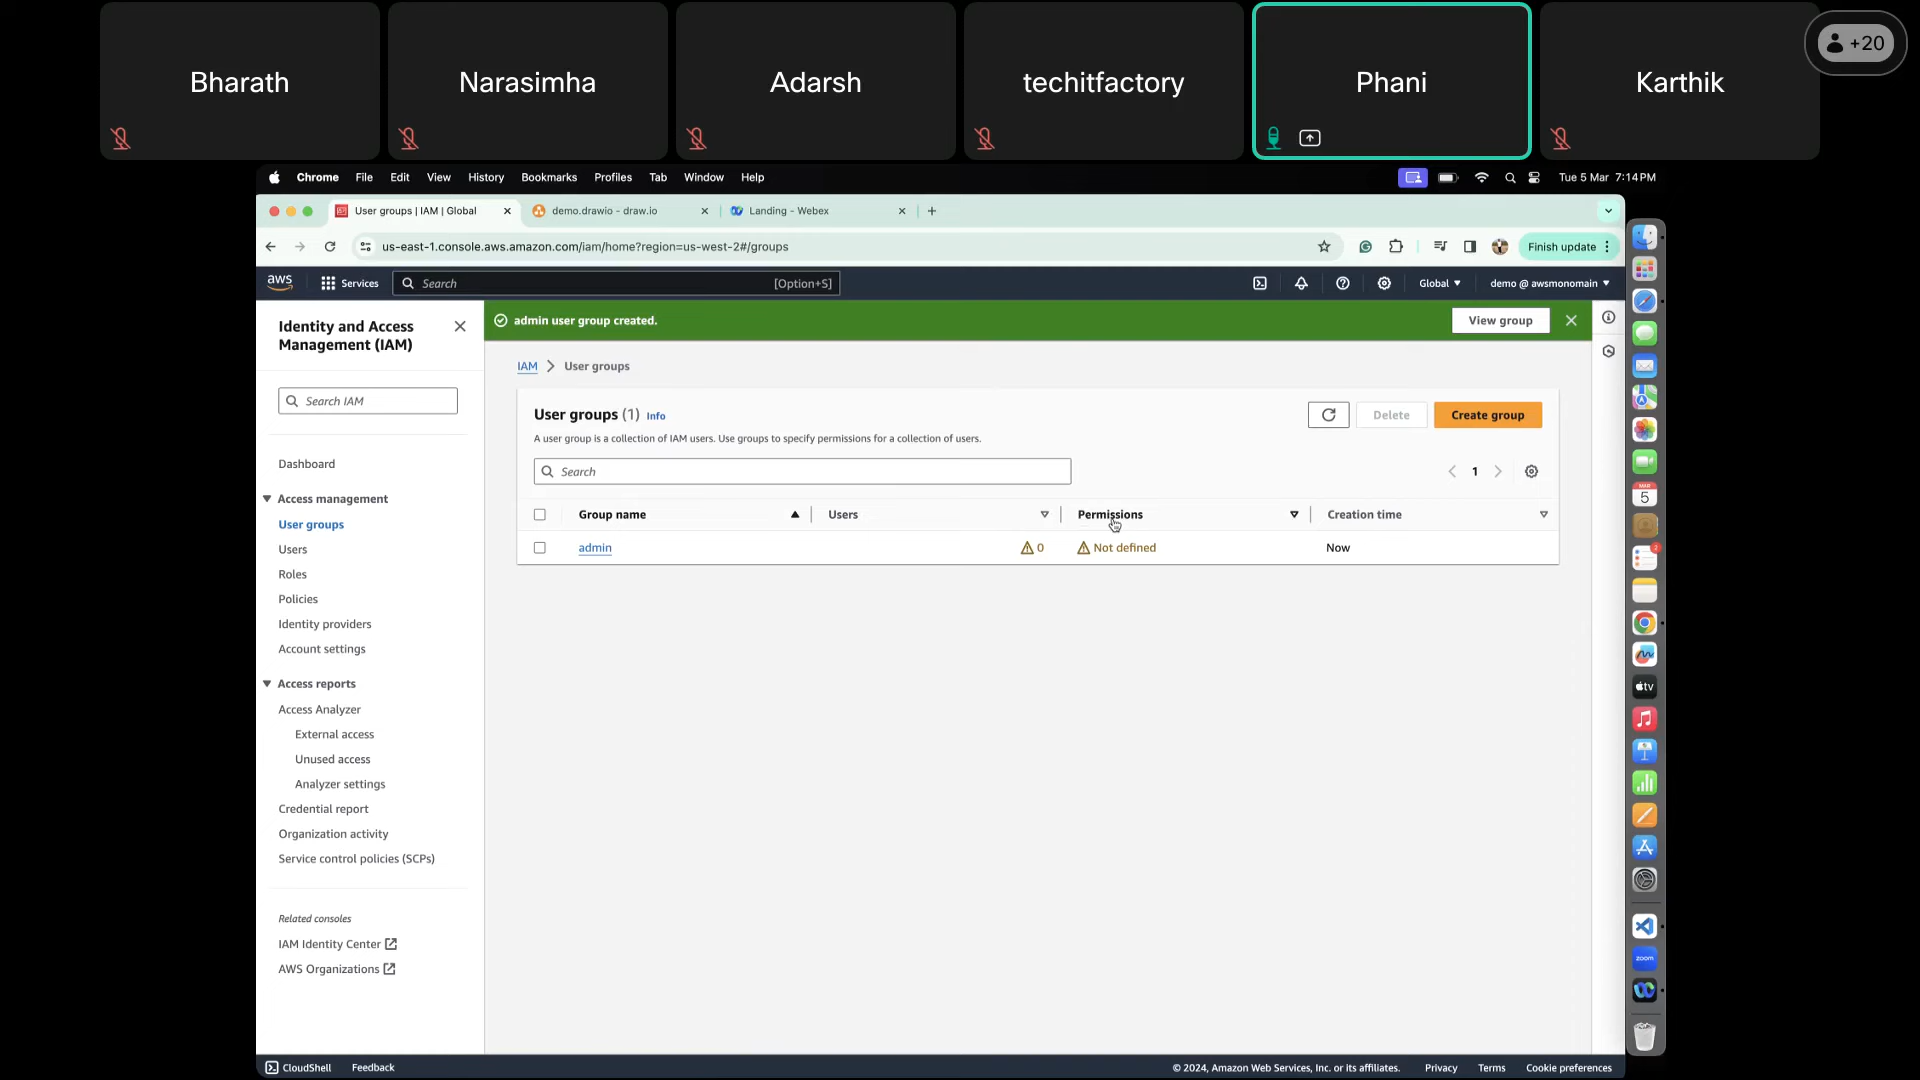 Bharath
Narasimha
Adarsh
techitfactory
Phani
Karthik
+20
Chrome File Edit View History Bookmarks Profiles Tab Window Help
Tue 5 Mar 7:14 PM
User groups | IAM | Global
demo.drawio - draw.io
Landing - Webex
us-east-1.console.aws.amazon.com/iam/home?region=us-west-2#/groups
Finish update
aws
Services
Search
[Option+S]
Global
demo @ awsmonomain
Identity and Access
Management (IAM)
Search IAM
Dashboard
Access management
User groups
Users
Roles
Policies
Identity providers
Account settings
Access reports
Access Analyzer
External access
Unused access
Analyzer settings
Credential report
Organization activity
Service control policies (SCPs)
Related consoles
IAM Identity Center
AWS Organizations
admin user group created.
View group
IAM
User groups
User groups (1) Info
Delete
Create group
A user group is a collection of IAM users. Use groups to specify permissions for a collection of users.
Search
1
Group name
Users
Permissions
Creation time
admin
0
Not defined
Now
MAR
5
2
tv
zoom
CloudShell
Feedback
© 2024, Amazon Web Services, Inc. or its affiliates.
Privacy
Terms
Cookie preferences